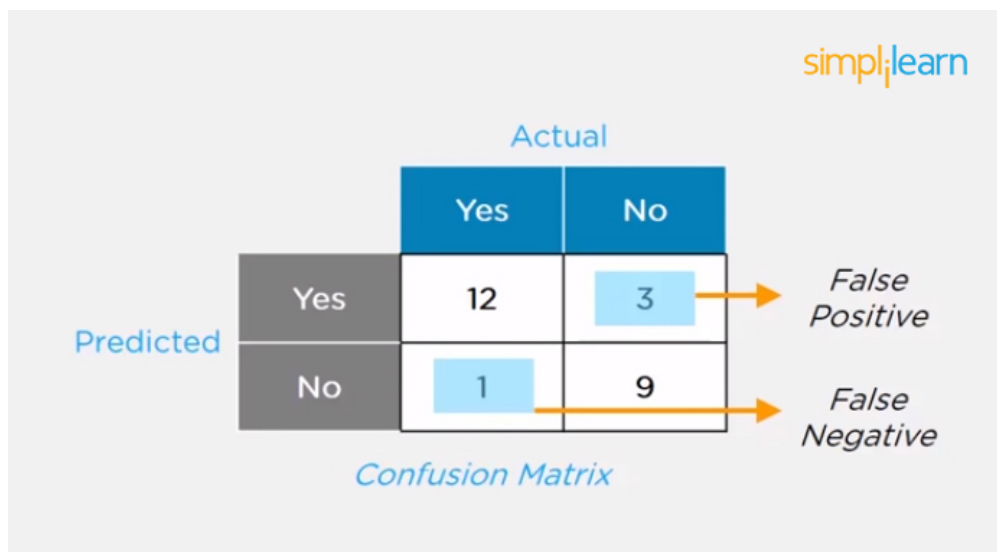 simplilearn
Actual
Yes No
Yes 12 3
False
Positive
Predicted
No 1 9
False
Negative
Confusion Matrix